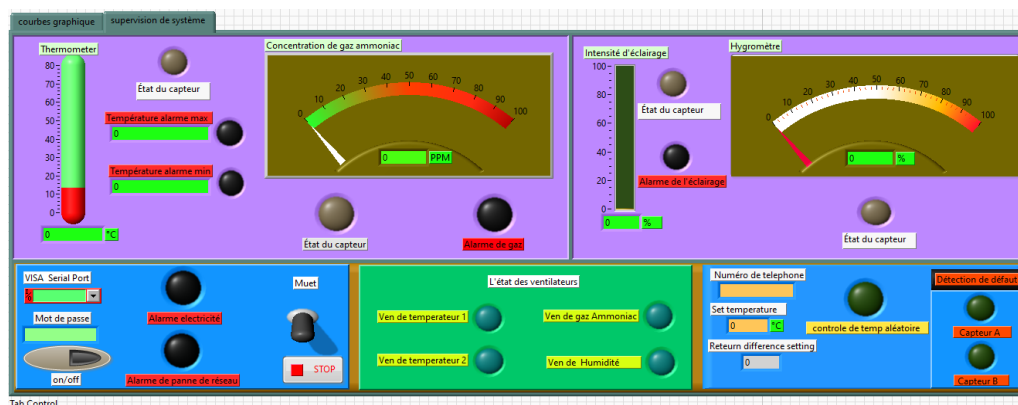 courbes graphique
supervision de système
Thermometer
80
60
50
40
30
20
10
0
0 °C
État du capteur
Température alarme max
0
Température alarme min
0
Concentration de gaz ammoniac
0 10 20 30 40 50 60 70 80 90 100
0 PPM
État du capteur
Alarme de gaz
Intensité d'éclairage
100
80
60
40
20
0
0 %
État du capteur
Alarme de l'éclairage
Hygromètre
0 10 20 30 40 50 60 70 80 90 100
0 %
État du capteur
VISA Serial Port
%
Mot de passe
on/off
Alarme electricité
Alarme de panne de réseau
Muet
STOP
L'état des ventilateurs
Ven de temperateur 1
Ven de gaz Ammoniac
Ven de temperateur 2
Ven de Humidité
Numéro de telephone
Set temperature
0 °C
Reteurn difference setting
0
controle de temp aléatoire
Détection de défaut
Capteur A
Capteur B
Tab Control